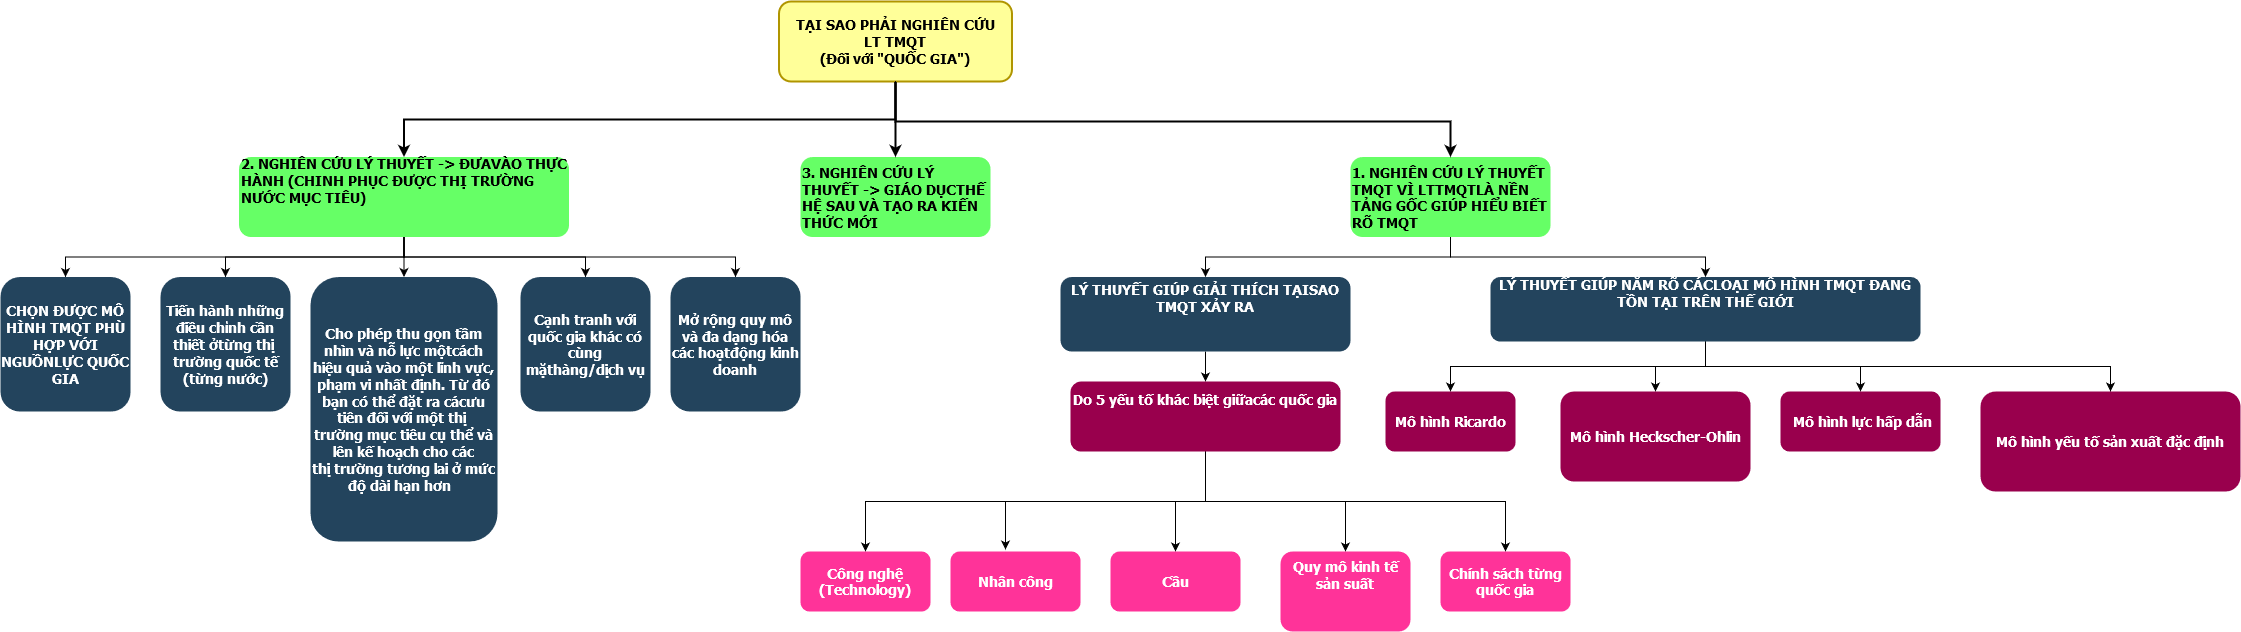 TẠI SAO PHẢI NGHIÊN CỨU
LT TMQT
(Đối với "QUỐC GIA")
2. NGHIÊN CỨU LÝ THUYẾT -> ĐƯAVÀO THỰC
HÀNH (CHINH PHỤC ĐƯỢC THỊ TRƯỜNG
NƯỚC MỤC TIÊU)
3. NGHIÊN CỨU LÝ
THUYẾT -> GIÁO DỤCTHẾ
HỆ SAU VÀ TẠO RA KIẾN
THỨC MỚI
1. NGHIÊN CỨU LÝ THUYẾT
TMQT VÌ LTTMQTLÀ NỀN
TẢNG GỐC GIÚP HIỂU BIẾT
RÕ TMQT
CHỌN ĐƯỢC MÔ
HÌNH TMQT PHÙ
HỢP VỚI
NGUỒNLỰC QUỐC
GIA
Tiến hành những
điều chỉnh cần
thiết ởtừng thị
trường quốc tế
(từng nước)
Cho phép thu gọn tầm
nhìn và nỗ lực mộtcách
hiệu quả vào một lĩnh vực,
phạm vi nhất định. Từ đó
bạn có thể đặt ra cácưu
tiên đối với một thị
trường mục tiêu cụ thể và
lên kế hoạch cho các
thị trường tương lai ở mức
độ dài hạn hơn
Cạnh tranh với
quốc gia khác có
cùng
mặthàng/dịch vụ
Mở rộng quy mô
và đa dạng hóa
các hoạtđộng kinh
doanh
LÝ THUYẾT GIÚP GIẢI THÍCH TẠISAO
TMQT XẢY RA
LÝ THUYẾT GIÚP NẮM RÕ CÁCLOẠI MÔ HÌNH TMQT ĐANG
TỒN TẠI TRÊN THẾ GIỚI
Do 5 yếu tố khác biệt giữacác quốc gia
Mô hình Ricardo
Mô hình Heckscher-Ohlin
Mô hình lực hấp dẫn
Mô hình yếu tố sản xuất đặc định
Công nghệ
(Technology)
Nhân công
Cầu
Quy mô kinh tế
sản suất
Chính sách từng
quốc gia